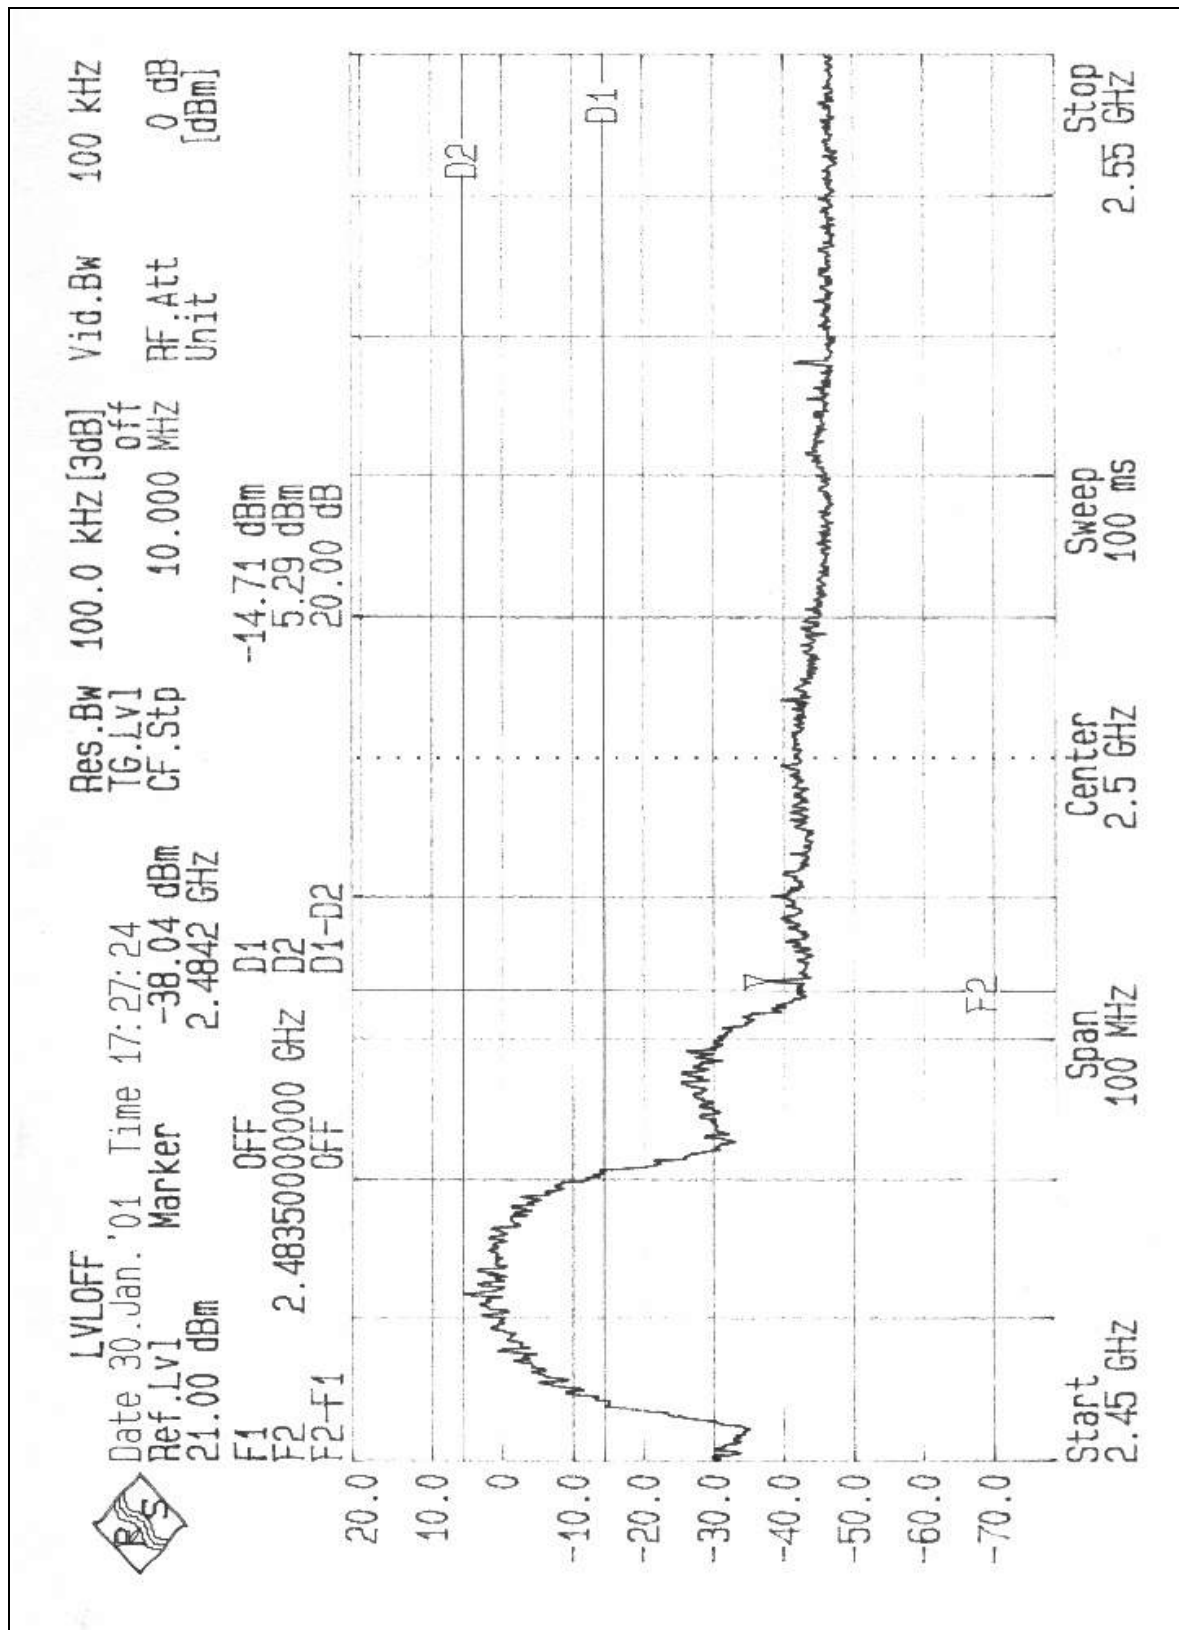 LVLOFF
Date 30.Jan.'01 Time 17:27:24
Ref.Lvl Marker -38.04 dBm Res.Bw 100.0 kHz[3dB] Vid.Bw 100 kHz
21.00 dBm 2.4842 GHz TG.Lvl off
CF.Stp 10.000 MHz RF.Att 0 dB
Unit [dBm]
F1 OFF D1 -14.71 dBm
F2 2.4835000000 GHz D2 5.29 dBm
F2-F1 OFF D1-D2 20.00 dB
RS
20.0
10.0
D2
0.0
-10.0
D1
-20.0
-30.0
-40.0
-50.0
-60.0
F2
-70.0
Start Span Center Sweep Stop
2.45 GHz 100 MHz 2.5 GHz 100 ms 2.55 GHz